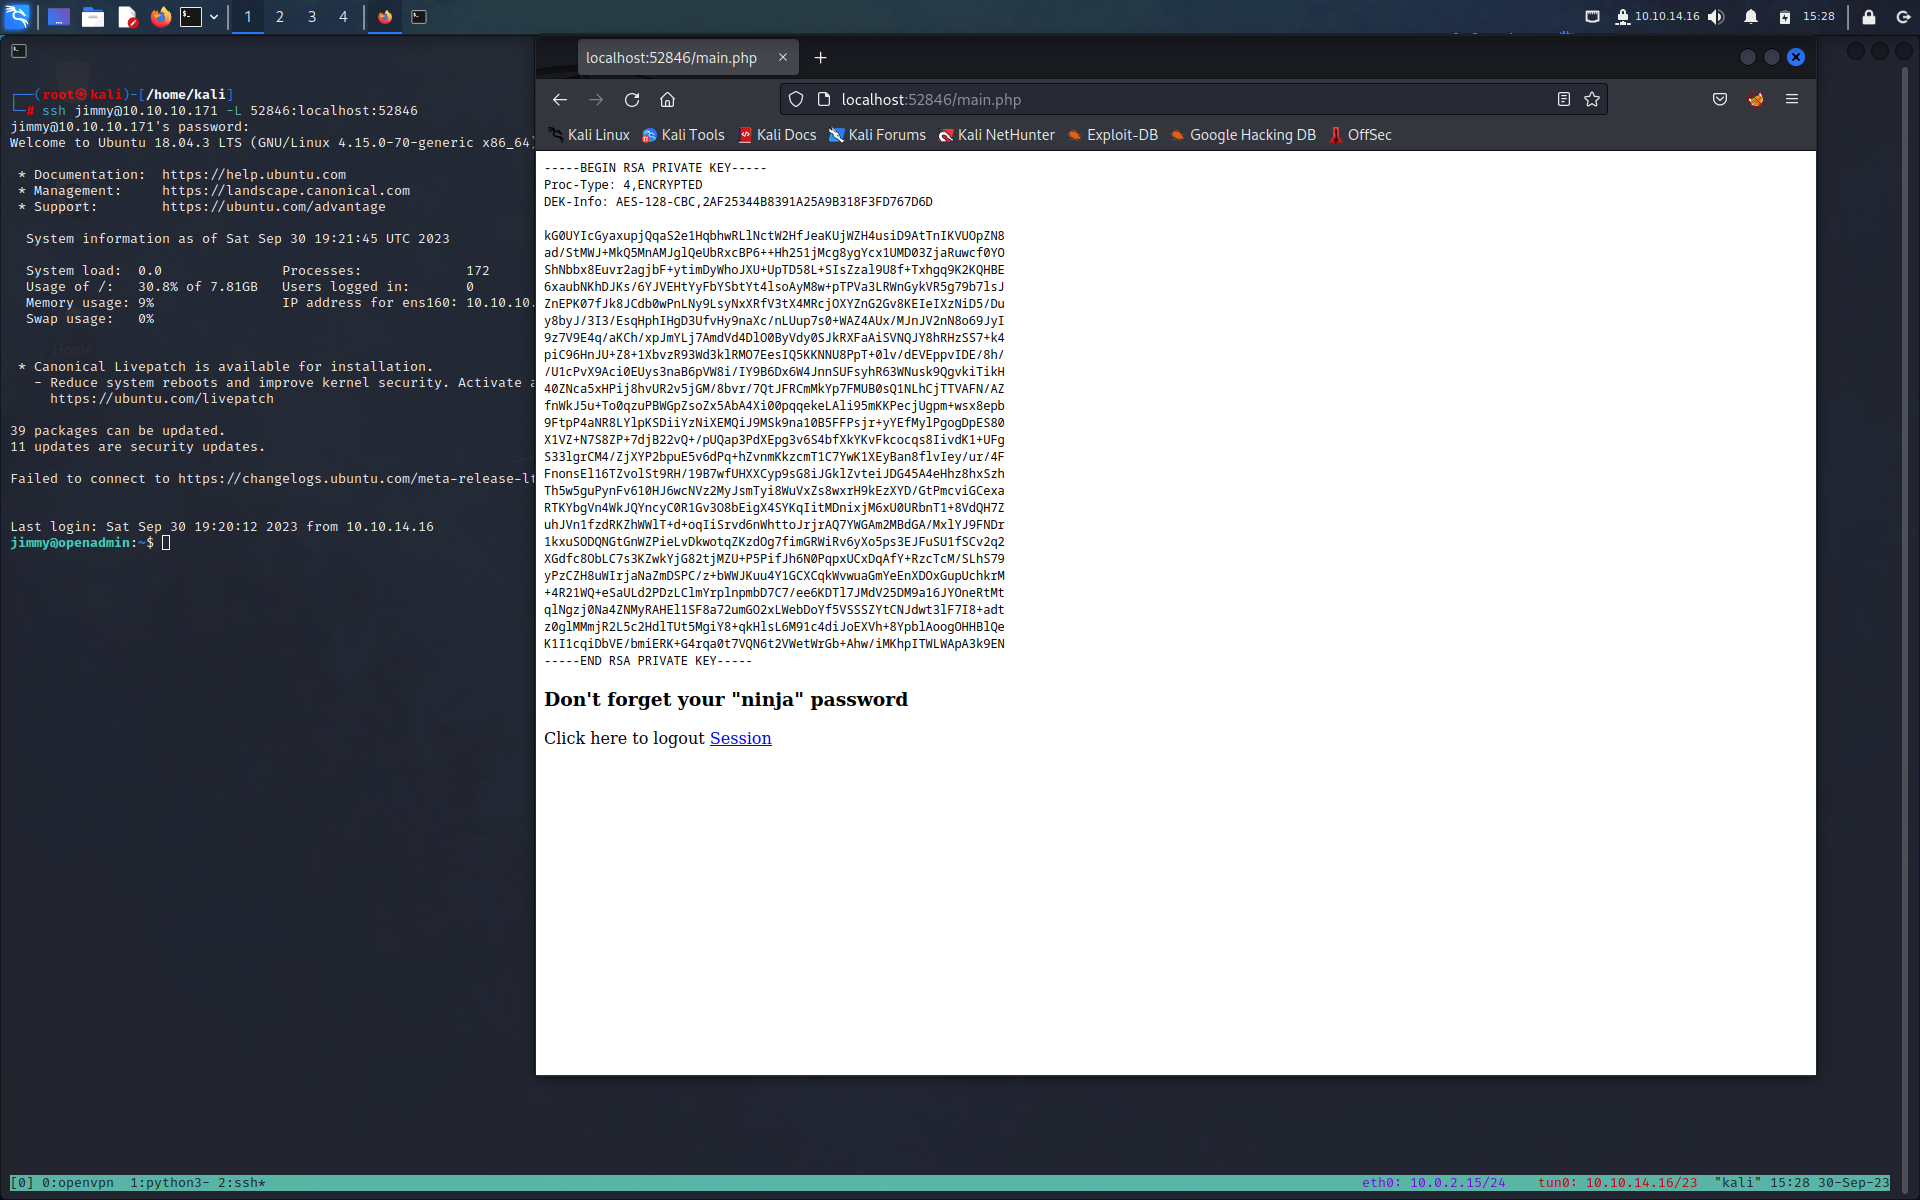 1 2 3 4
10.10.14.16
15:28
┌──(root㉿kali)-[/home/kali]
└─# ssh jimmy@10.10.10.171 -L 52846:localhost:52846
jimmy@10.10.10.171's password:
Welcome to Ubuntu 18.04.3 LTS (GNU/Linux 4.15.0-70-generic x86_64)
* Documentation: https://help.ubuntu.com
* Management: https://landscape.canonical.com
* Support: https://ubuntu.com/advantage
System information as of Sat Sep 30 19:21:45 UTC 2023
System load: 0.0 Processes: 172
Usage of /: 30.8% of 7.81GB Users logged in: 0
Memory usage: 9% IP address for ens160: 10.10.10.
Swap usage: 0%
Home
* Canonical Livepatch is available for installation.
- Reduce system reboots and improve kernel security. Activate a
https://ubuntu.com/livepatch
39 packages can be updated.
11 updates are security updates.
Failed to connect to https://changelogs.ubuntu.com/meta-release-lt
Last login: Sat Sep 30 19:20:12 2023 from 10.10.14.16
jimmy@openadmin:~$
localhost:52846/main.php
localhost:52846/main.php
Kali Linux Kali Tools Kali Docs Kali Forums Kali NetHunter Exploit-DB Google Hacking DB OffSec
-----BEGIN RSA PRIVATE KEY-----
Proc-Type: 4,ENCRYPTED
DEK-Info: AES-128-CBC,2AF25344B8391A25A9B318F3FD767D6D
kG0UYIcGyaxupjQqaS2e1HqbhwRLlNctW2HfJeaKUjWZH4usiD9AtTnIKVUOpZN8
ad/StMWJ+MkQ5MnAMJglQeUbRxcBP6++Hh251jMcg8ygYcx1UMD03ZjaRuwcf0YO
ShNbbx8Euvr2agjbF+ytimDyWhoJXU+UpTD58L+SIsZzal9U8f+Txhgq9K2KQHBE
6xaubNKhDJKs/6YJVEHtYyFbYSbtYt4lsoAyM8w+pTPVa3LRWnGykVR5g79b7lsJ
ZnEPK07fJk8JCdb0wPnLNy9LsyNxXRfV3tX4MRcjOXYZnG2Gv8KEIeIXzNiD5/Du
y8byJ/3I3/EsqHphIHgD3UfvHy9naXc/nLUup7s0+WAZ4AUx/MJnJV2nN8o69JyI
9z7V9E4q/aKCh/xpJmYLj7AmdVd4DlO0ByVdy0SJkRXFaAiSVNQJY8hRHzSS7+k4
piC96HnJU+Z8+1XbvzR93Wd3klRMO7EesIQ5KKNNU8PpT+0lv/dEVEppvIDE/8h/
/U1cPvX9Aci0EUys3naB6pVW8i/IY9B6Dx6W4JnnSUFsyhR63WNusk9QgvkiTikH
40ZNca5xHPij8hvUR2v5jGM/8bvr/7QtJFRCmMkYp7FMUB0sQ1NLhCjTTVAFN/AZ
fnWkJ5u+To0qzuPBWGpZsoZx5AbA4Xi00pqqekeLAli95mKKPecjUgpm+wsx8epb
9FtpP4aNR8LYlpKSDiiYzNiXEMQiJ9MSk9na10B5FFPsjr+yYEfMylPgogDpES80
X1VZ+N7S8ZP+7djB22vQ+/pUQap3PdXEpg3v6S4bfXkYKvFkcocqs8IivdK1+UFg
S33lgrCM4/ZjXYP2bpuE5v6dPq+hZvnmKkzcmT1C7YwK1XEyBan8flvIey/ur/4F
FnonsEl16TZvolSt9RH/19B7wfUHXXCyp9sG8iJGklZvteiJDG45A4eHhz8hxSzh
Th5w5guPynFv610HJ6wcNVz2MyJsmTyi8WuVxZs8wxrH9kEzXYD/GtPmcviGCexa
RTKYbgVn4WkJQYncyC0R1Gv3O8bEigX4SYKqIitMDnixjM6xU0URbnT1+8VdQH7Z
uhJVn1fzdRKZhWWlT+d+oqIiSrvd6nWhttoJrjrAQ7YWGAm2MBdGA/MxlYJ9FNDr
1kxuSODQNGtGnWZPieLvDkwotqZKzdOg7fimGRWiRv6yXo5ps3EJFuSU1fSCv2q2
XGdfc8ObLC7s3KZwkYjG82tjMZU+P5PifJh6N0PqpxUCxDqAfY+RzcTcM/SLhS79
yPzCZH8uWIrjaNaZmDSPC/z+bWWJKuu4Y1GCXCqkWvwuaGmYeEnXDOxGupUchkrM
+4R21WQ+eSaULd2PDzLClmYrplnpmbD7C7/ee6KDTl7JMdV25DM9a16JYOneRtMt
qlNgzj0Na4ZNMyRAHEl1SF8a72umGO2xLWebDoYf5VSSSZYtCNJdwt3lF7I8+adt
z0glMMmjR2L5c2HdlTUt5MgiY8+qkHlsL6M91c4diJoEXVh+8YpblAoogOHHBlQe
K1I1cqiDbVE/bmiERK+G4rqa0t7VQN6t2VWetWrGb+Ahw/iMKhpITWLWApA3k9EN
-----END RSA PRIVATE KEY-----
Don't forget your "ninja" password
Click here to logout Session
[0] 0:openvpn 1:python3- 2:ssh* eth0: 10.0.2.15/24 tun0: 10.10.14.16/23 "kali" 15:28 30-Sep-23